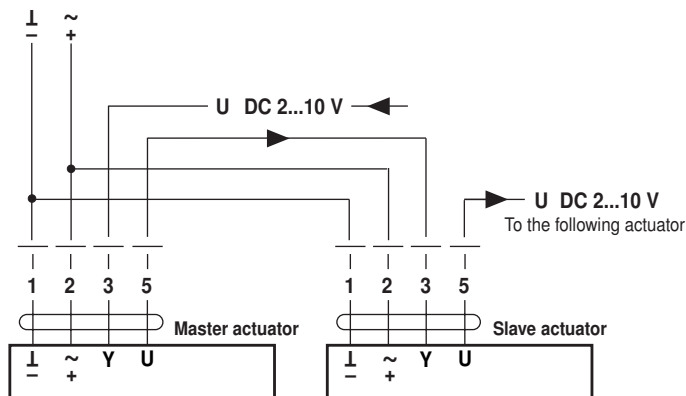 ⊥ ~
– +
U DC 2...10 V
U DC 2...10 V
To the following actuator
1 2 3 5 1 2 3 5
Master actuator Slave actuator
⊥ ~ Y U ⊥ ~ Y U
– + – +